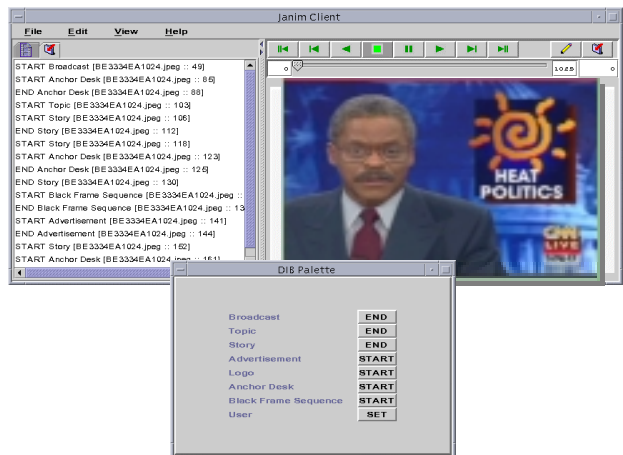 Janim Client
File Edit View Help
START Broadcast [BE3334EA1024.jpeg :: 49]
START Anchor Desk [BE3334EA1024.jpeg :: 85]
END Anchor Desk [BE3334EA1024.jpeg :: 88]
START Topic [BE3334EA1024.jpeg :: 103]
START Story [BE3334EA1024.jpeg :: 106]
END Story [BE3334EA1024.jpeg :: 112]
START Story [BE3334EA1024.jpeg :: 118]
START Anchor Desk [BE3334EA1024.jpeg :: 123]
END Anchor Desk [BE3334EA1024.jpeg :: 125]
END Story [BE3334EA1024.jpeg :: 130]
START Black Frame Sequence [BE3334EA1024.jpeg ::
END Black Frame Sequence [BE3334EA1024.jpeg :: 13
START Advertisement [BE3334EA1024.jpeg :: 141]
END Advertisement [BE3334EA1024.jpeg :: 144]
START Story [BE3334EA1024.jpeg :: 152]
START Anchor Desk [BE3334EA1024.jpeg :: 151]
0
1025
0
HEAT
POLITICS
CNN
LIVE
DIB Palette
Broadcast END
Topic END
Story END
Advertisement START
Logo START
Anchor Desk START
Black Frame Sequence START
User SET